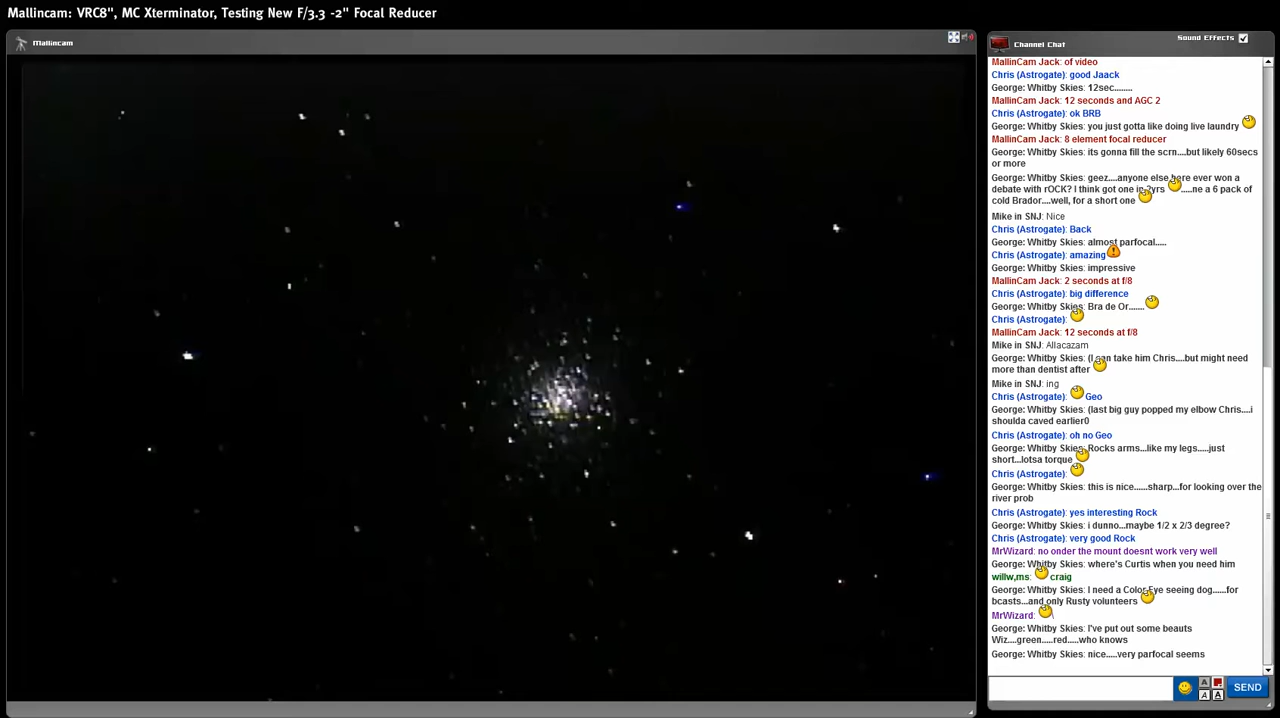 Mallincam: VRC8", MC Xterminator, Testing New F/3.3 -2" Focal Reducer
Mallincam
Channel Chat
Sound Effects
MallinCam Jack: of video
Chris (Astrogate): good Jaack
George: Whitby Skies: 12sec.........
MallinCam Jack: 12 seconds and AGC 2
Chris (Astrogate): ok BRB
George: Whitby Skies: you just gotta like doing live laundry
MallinCam Jack: 8 element focal reducer
George: Whitby Skies: its gonna fill the scrn....but likely 60secs
or more
George: Whitby Skies: geez....anyone else here ever won a
debate with rOCK? I think got one in 2yrs .....ne a 6 pack of
cold Brador....well, for a short one
Mike in SNJ: Nice
Chris (Astrogate): Back
George: Whitby Skies: almost parfocal.....
Chris (Astrogate): amazing
George: Whitby Skies: impressive
MallinCam Jack: 2 seconds at f/8
Chris (Astrogate): big difference
George: Whitby Skies: Bra de Or.......
Chris (Astrogate):
MallinCam Jack: 12 seconds at f/8
Mike in SNJ: Allacazam
George: Whitby Skies: (I can take him Chris....but might need
more than dentist after
Mike in SNJ: ing
Chris (Astrogate): Geo
George: Whitby Skies: (last big guy popped my elbow Chris....i
shoulda caved earlier0
Chris (Astrogate): oh no Geo
George: Whitby Skies: Rocks arms...like my legs.....just
short...lotsa torque
Chris (Astrogate):
George: Whitby Skies: this is nice......sharp...for looking over the
river prob
Chris (Astrogate): yes interesting Rock
George: Whitby Skies: i dunno...maybe 1/2 x 2/3 degree?
Chris (Astrogate): very good Rock
MrWizard: no onder the mount doesnt work very well
George: Whitby Skies: where's Curtis when you need him
willw,ms: craig
George: Whitby Skies: I need a Color Eye seeing dog......for
bcasts...and only Rusty volunteers
MrWizard: \
George: Whitby Skies: I've put out some beauts
Wiz....green.....red.....who knows
George: Whitby Skies: nice.....very parfocal seems
A
A A
SEND